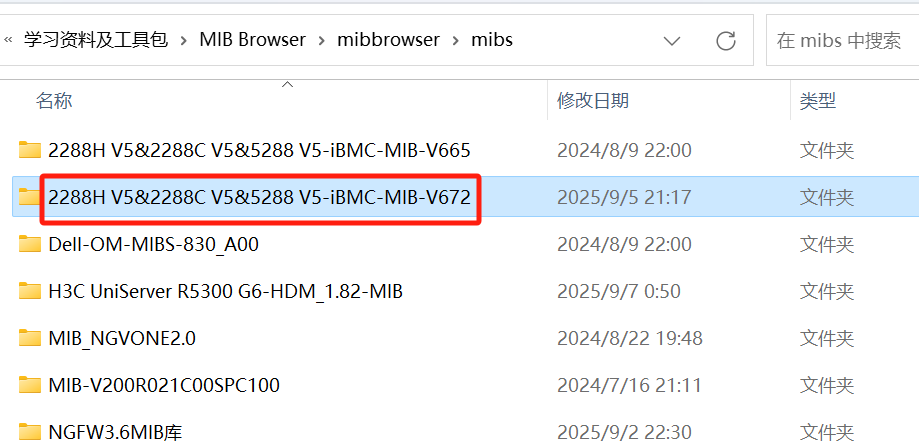 « 学习资料及工具包 > MIB Browser > mibbrowser > mibs 在 mibs 中搜索
名称 修改日期 类型
2288H V5&2288C V5&5288 V5-iBMC-MIB-V665 2024/8/9 22:00 文件夹
2288H V5&2288C V5&5288 V5-iBMC-MIB-V672 2025/9/5 21:17 文件夹
Dell-OM-MIBS-830_A00 2024/8/9 22:00 文件夹
H3C UniServer R5300 G6-HDM_1.82-MIB 2025/9/7 0:50 文件夹
MIB_NGVONE2.0 2024/8/22 19:48 文件夹
MIB-V200R021C00SPC100 2024/7/16 21:11 文件夹
NGFW3.6MIB库 2025/9/2 22:30 文件夹